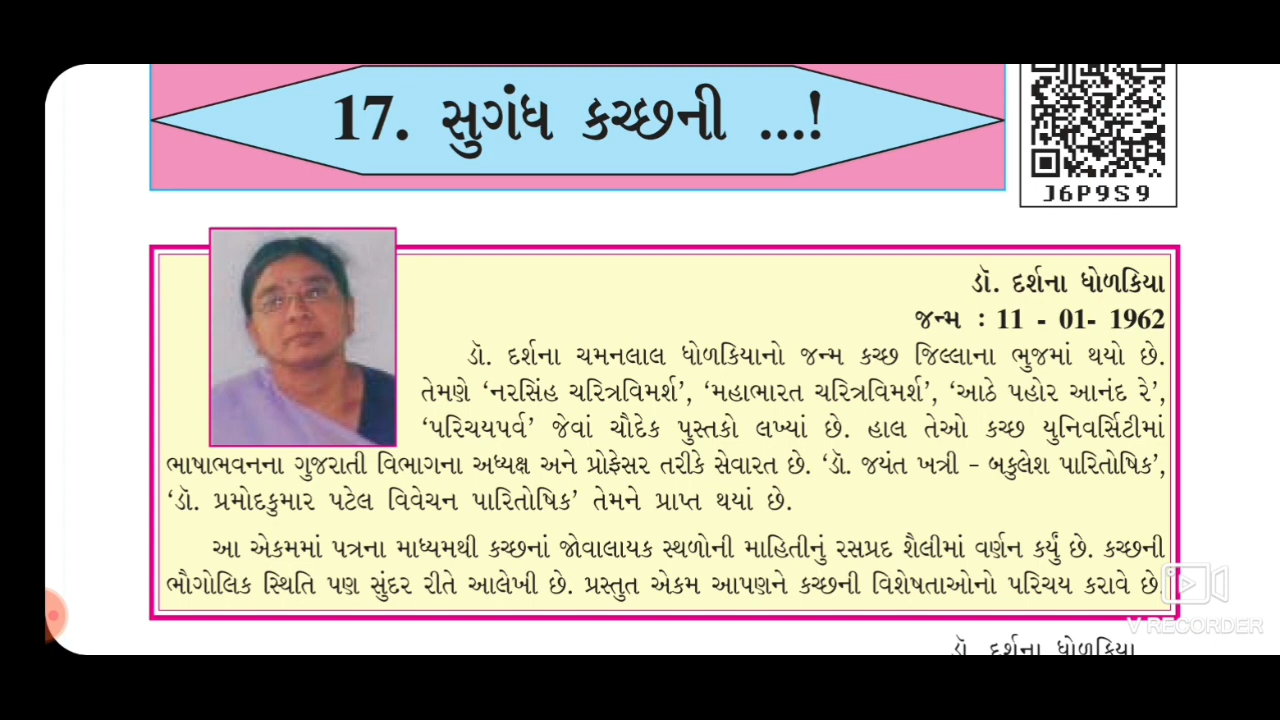 17. સુગંધ કચ્છની ...!
J6P9S9
ડૉ. દર્શના ધોળકિયા
જન્મ : 11 - 01- 1962
ડૉ. દર્શના ચમનલાલ ધોળકિયાનો જન્મ કચ્છ જિલ્લાના ભુજમાં થયો છે.
તેમણે ‘નરસિંહ ચરિત્રવિમર્શ’, ‘મહાભારત ચરિત્રવિમર્શ’, ‘આઠે પહોર આનંદ રે’,
‘પરિચયપર્વ’ જેવાં ચૌદેક પુસ્તકો લખ્યાં છે. હાલ તેઓ કચ્છ યુનિવર્સિટીમાં
ભાષાભવનના ગુજરાતી વિભાગના અધ્યક્ષ અને પ્રોફેસર તરીકે સેવારત છે. ‘ડૉ. જયંત ખત્રી - બકુલેશ પારિતોષિક’,
‘ડૉ. પ્રમોદકુમાર પટેલ વિવેચન પારિતોષિક’ તેમને પ્રાપ્ત થયાં છે.
આ એકમમાં પત્રના માધ્યમથી કચ્છનાં જોવાલાયક સ્થળોની માહિતીનું રસપ્રદ શૈલીમાં વર્ણન કર્યું છે. કચ્છની
ભૌગોલિક સ્થિતિ પણ સુંદર રીતે આલેખી છે. પ્રસ્તુત એકમ આપણને કચ્છની વિશેષતાઓનો પરિચય કરાવે છે.
V RECORDER
ડૉ. દર્શના ધોળકિયા